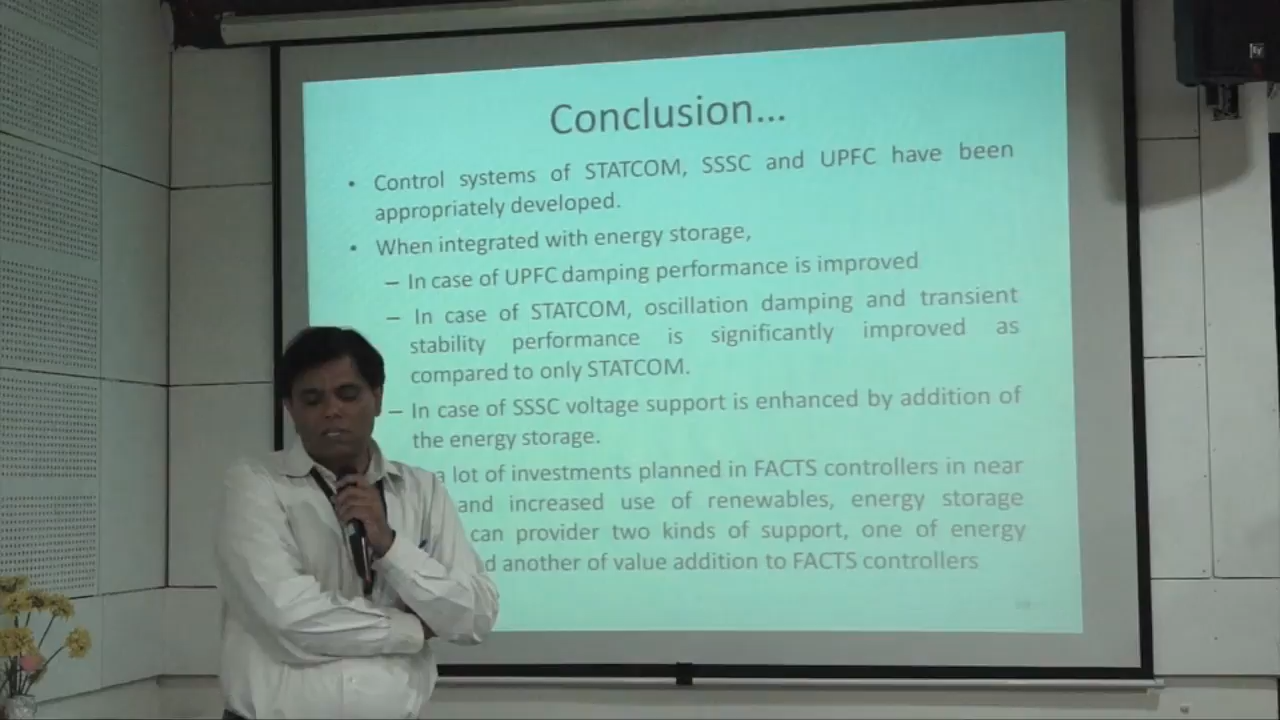 Conclusion...
• Control systems of STATCOM, SSSC and UPFC have been
appropriately developed.
• When integrated with energy storage,
– In case of UPFC damping performance is improved
– In case of STATCOM, oscillation damping and transient
stability performance is significantly improved as
compared to only STATCOM.
– In case of SSSC voltage support is enhanced by addition of
the energy storage.
a lot of investments planned in FACTS controllers in near
and increased use of renewables, energy storage
can provider two kinds of support, one of energy
another of value addition to FACTS controllers